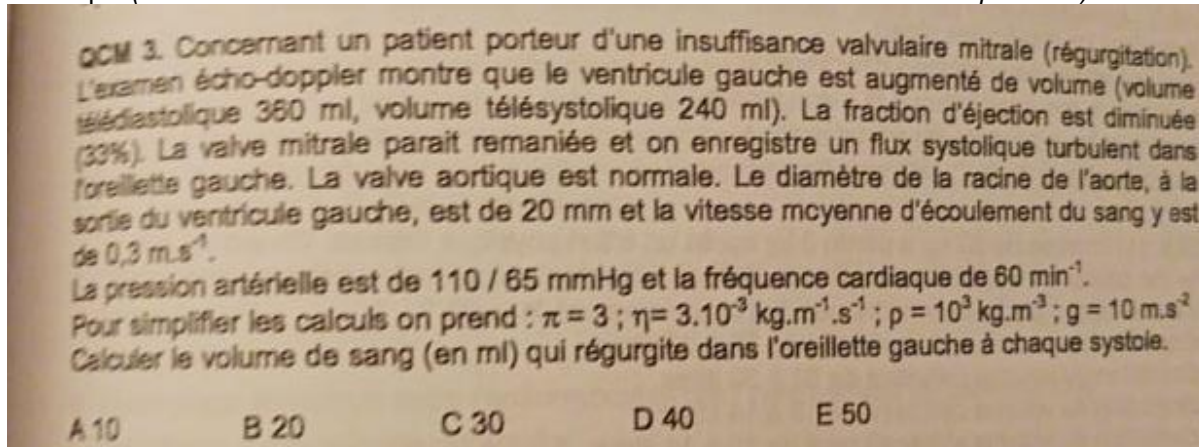 QCM 3. Concernant un patient porteur d'une insuffisance valvulaire mitrale (régurgitation).
L'examen écho-doppler montre que le ventricule gauche est augmenté de volume (volume
télédiastolique 360 ml, volume télésystolique 240 ml). La fraction d'éjection est diminuée
(33%). La valve mitrale parait remaniée et on enregistre un flux systolique turbulent dans
l'oreillette gauche. La valve aortique est normale. Le diamètre de la racine de l'aorte, à la
sortie du ventricule gauche, est de 20 mm et la vitesse moyenne d'écoulement du sang y est
de 0,3 m.s⁻¹.
La pression artérielle est de 110 / 65 mmHg et la fréquence cardiaque de 60 min⁻¹.
Pour simplifier les calculs on prend : π = 3 ; η= 3.10⁻³ kg.m⁻¹.s⁻¹ ; ρ = 10³ kg.m⁻³ ; g = 10 m.s⁻²
Calculer le volume de sang (en ml) qui régurgite dans l'oreillette gauche à chaque systole.
A 10 B 20 C 30 D 40 E 50